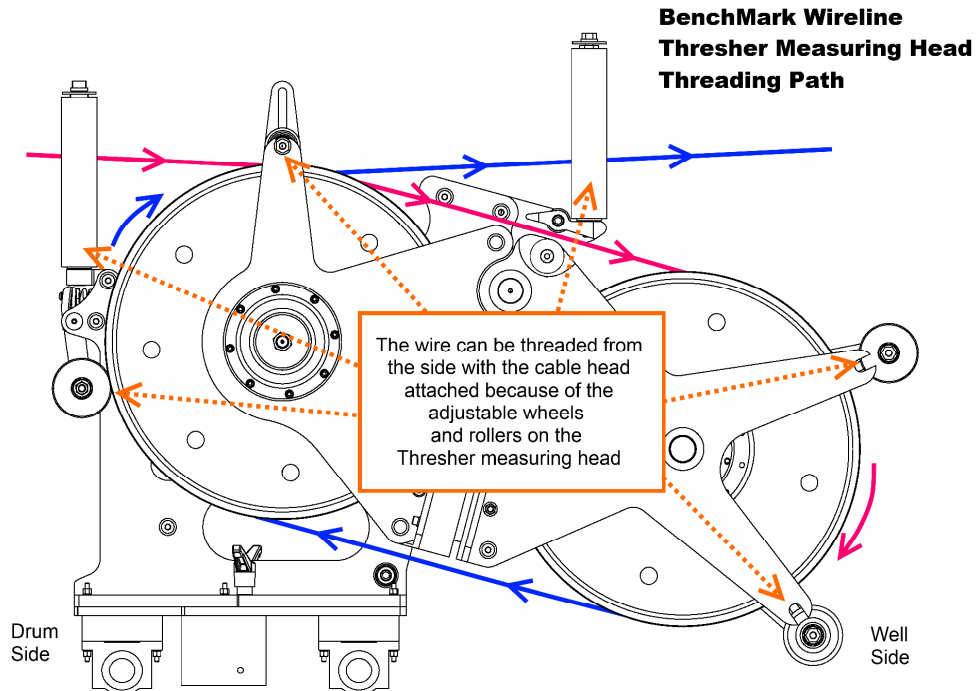 BenchMark Wireline
Thresher Measuring Head
Threading Path
The wire can be threaded from
the side with the cable head
attached because of the
adjustable wheels
and rollers on the
Thresher measuring head
Drum
Side
Well
Side